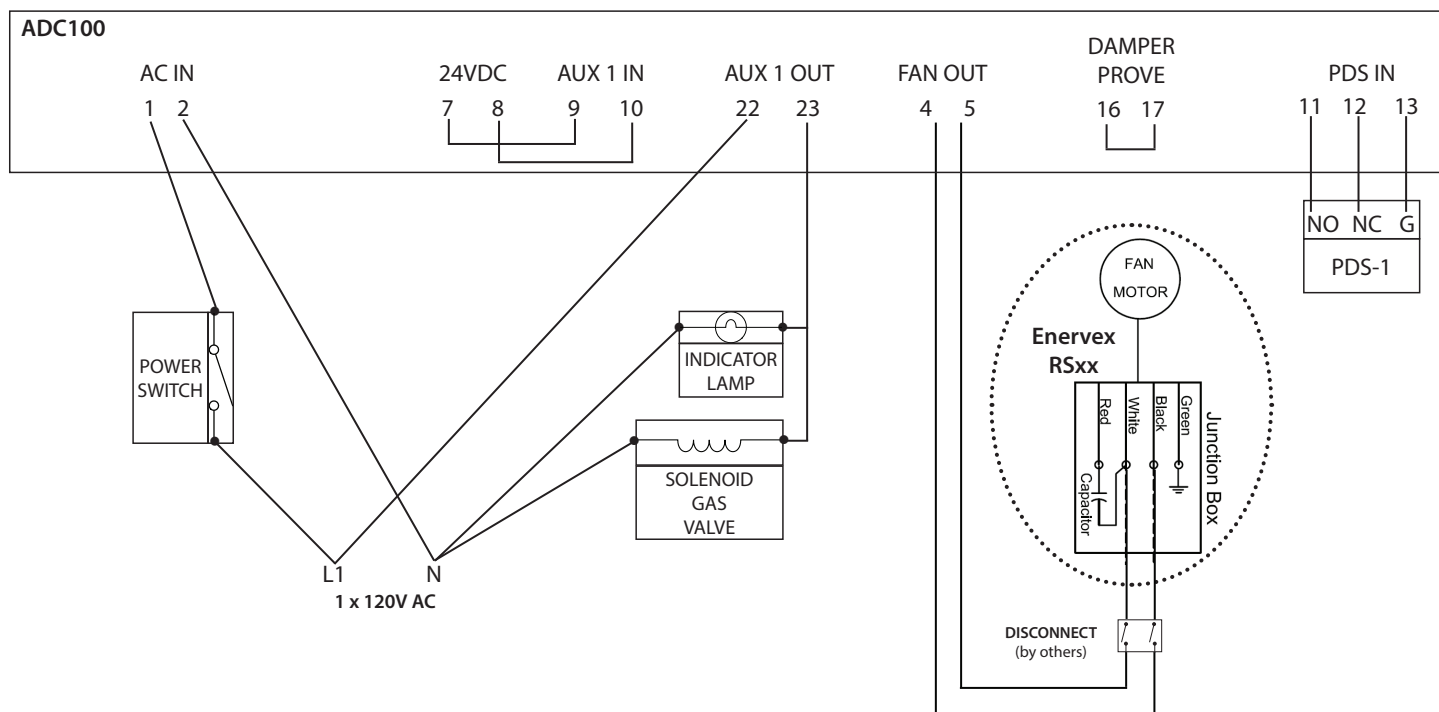 ADC100
AC IN
1 2
24VDC
7 8
AUX 1 IN
9 10
AUX 1 OUT
22 23
FAN OUT
4 5
DAMPER
PROVE
16 17
PDS IN
11 12 13
NO NC G
PDS-1
POWER
SWITCH
INDICATOR
LAMP
SOLENOID
GAS
VALVE
L1 N
1 x 120V AC
FAN
MOTOR
Enervex
RSxx
Red
White
Black
Green
Capacitor
Junction Box
DISCONNECT
(by others)